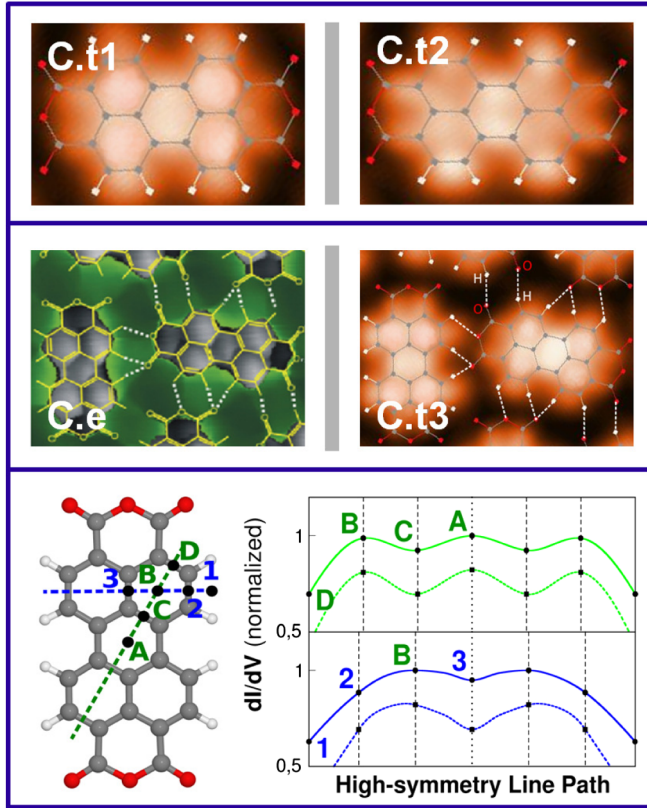 C.t1
C.t2
C.e
H
O
O
H
C.t3
D
3
B
1
2
C
A
dI/dV (normalized)
1
0,5
B
C
A
D
1
0,5
2
B
3
1
High-symmetry Line Path